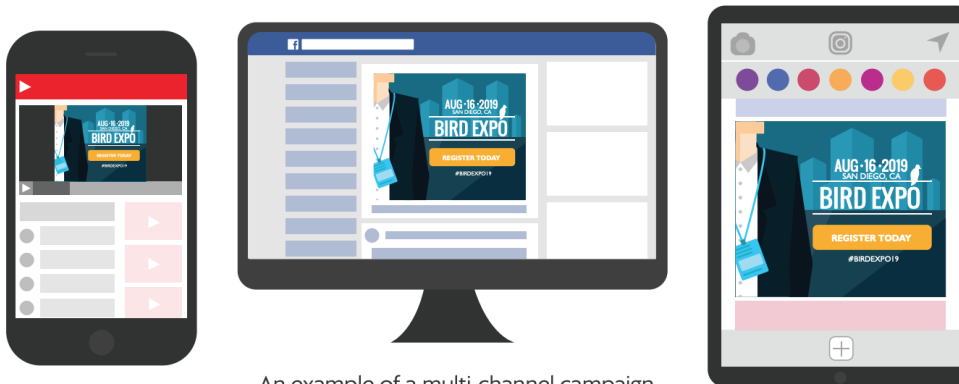 AUG·16·2019
SAN DIEGO, CA
BIRD EXPO
REGISTER TODAY
#BIRDEXPO19
f
AUG·16·2019
SAN DIEGO, CA
BIRD EXPO
REGISTER TODAY
#BIRDEXPO19
AUG·16·2019
SAN DIEGO, CA
BIRD EXPO
REGISTER TODAY
#BIRDEXPO19
An example of a multi-channel campaign